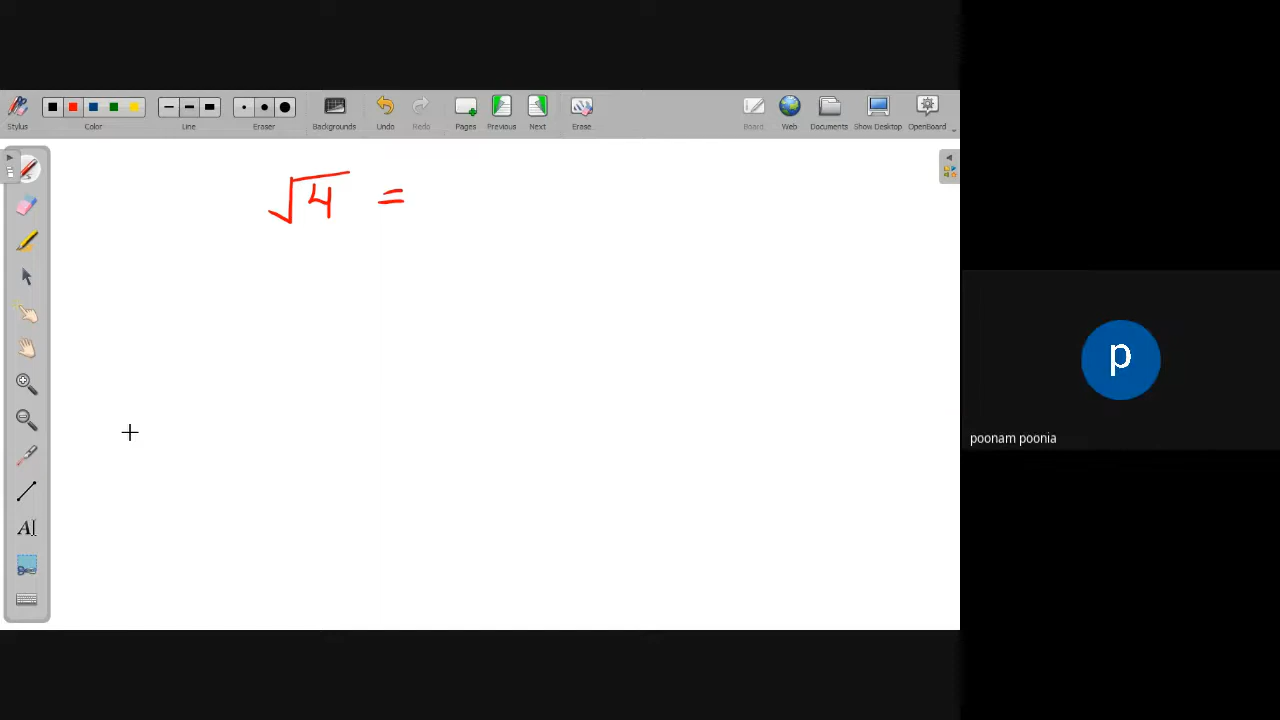 Stylus Color Line Eraser Backgrounds Undo Redo Pages Previous Next Erase Board Web Documents Show Desktop OpenBoard
√4 =
A
p
poonam poonia